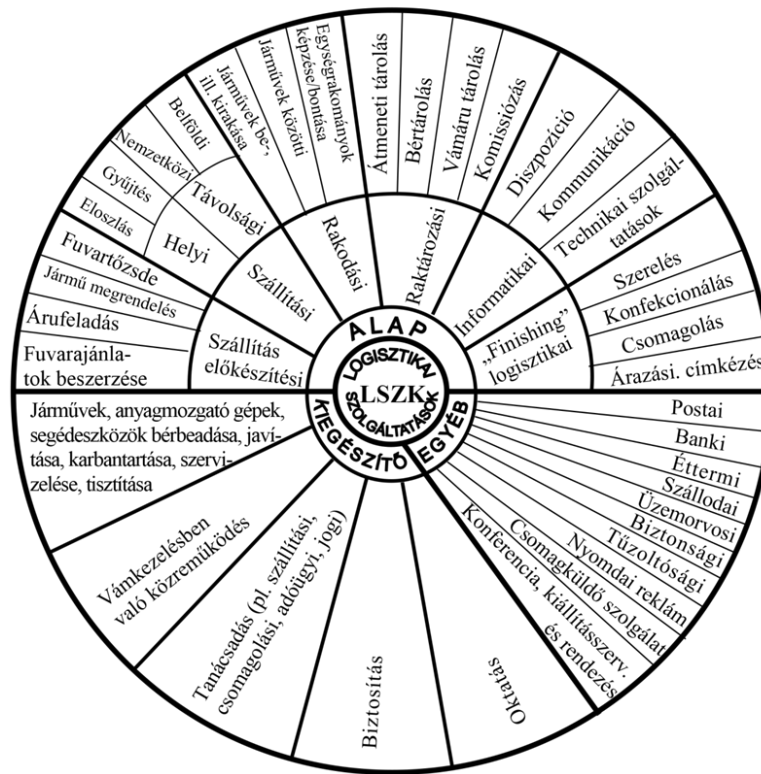 LSZK
LOGISZTIKAI
SZOLGÁLTATÁSOK
ALAP
KIEGÉSZÍTŐ
EGYÉB
Szállítás
előkészítési
Fuvarajánla-
tok beszerzése
Árufeladás
Jármű megrendelés
Fuvartőzsde
Szállítási
Helyi
Eloszlás
Gyűjtés
Távolsági
Nemzetközi
Belföldi
Rakodási
Járművek be-,
ill. kirakása
Járművek közötti
Egységrakományok
képzése/bontása
Raktározási
Átmeneti tárolás
Bértárolás
Vámáru tárolás
Komissiózás
Informatikai
Diszpozíció
Kommunikáció
Technikai szolgál-
tatások
„Finishing”
logisztikai
Szerelés
Konfekcionálás
Csomagolás
Árazási. címkézés
Postai
Banki
Éttermi
Szállodai
Üzemorvosi
Biztonsági
Tűzoltósági
Nyomdai reklám
Csomagküldő szolgálat
Konferencia, kiállításszerv.
és rendezés
Oktatás
Biztosítás
Tanácsadás (pl. szállítási,
csomagolási, adóügyi, jogi)
Vámkezelésben
való közreműködés
Járművek, anyagmozgató gépek,
segédeszközök bérbeadása, javí-
tása, karbantartása, szervi-
zelése, tisztítása